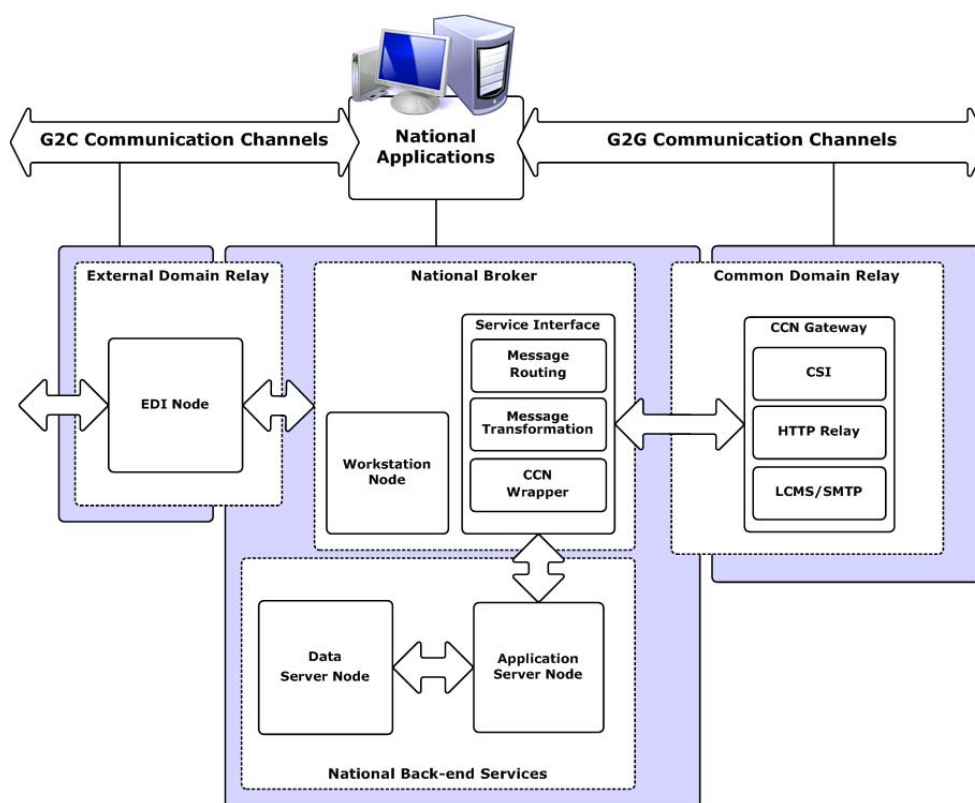 G2C Communication Channels
National
Applications
G2G Communication Channels
External Domain Relay
National Broker
Common Domain Relay
EDI Node
Workstation
Node
Service Interface
Message
Routing
Message
Transformation
CCN
Wrapper
CCN Gateway
CSI
HTTP Relay
LCMS/SMTP
Data
Server Node
Application
Server Node
National Back-end Services